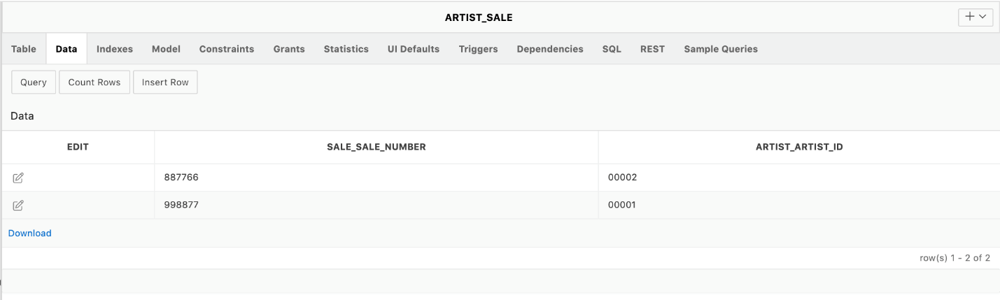 ARTIST_SALE
Table Data Indexes Model Constraints Grants Statistics UI Defaults Triggers Dependencies SQL REST Sample Queries
Query Count Rows Insert Row
Data
EDIT SALE_SALE_NUMBER ARTIST_ARTIST_ID
887766 00002
998877 00001
Download
row(s) 1 - 2 of 2